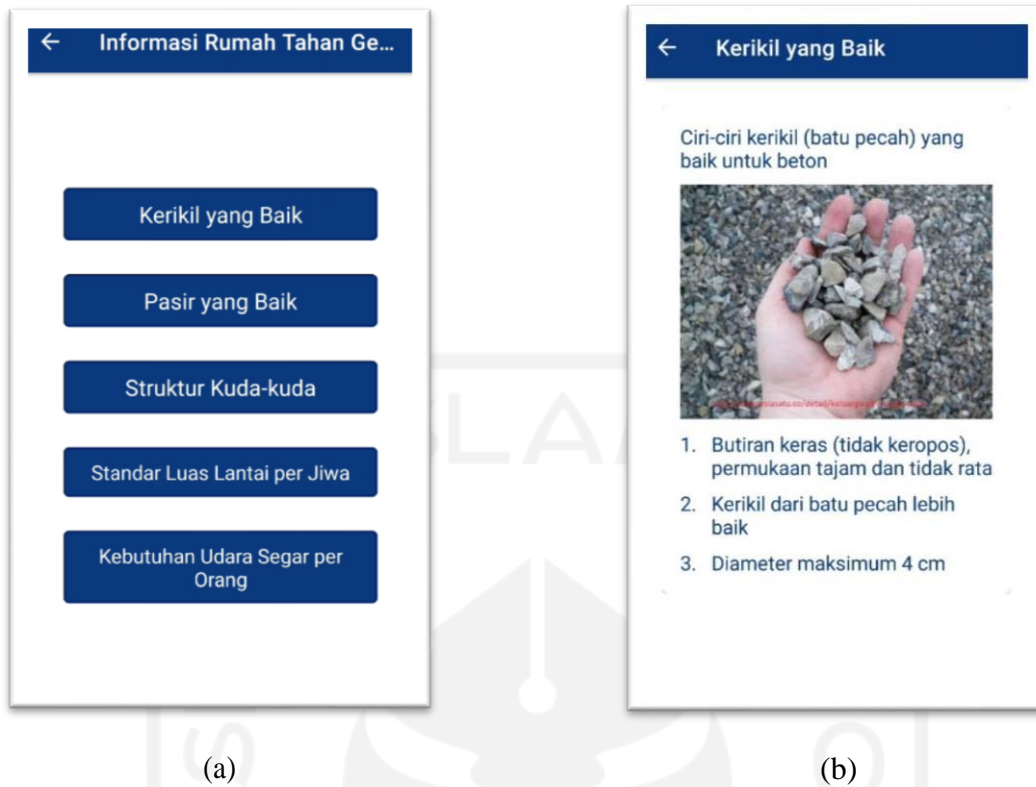 Informasi Rumah Tahan Ge...
Kerikil yang Baik
Pasir yang Baik
Struktur Kuda-kuda
Standar Luas Lantai per Jiwa
Kebutuhan Udara Segar per
Orang
(a)
Kerikil yang Baik
Ciri-ciri kerikil (batu pecah) yang
baik untuk beton
1. Butiran keras (tidak keropos),
permukaan tajam dan tidak rata
2. Kerikil dari batu pecah lebih
baik
3. Diameter maksimum 4 cm
(b)